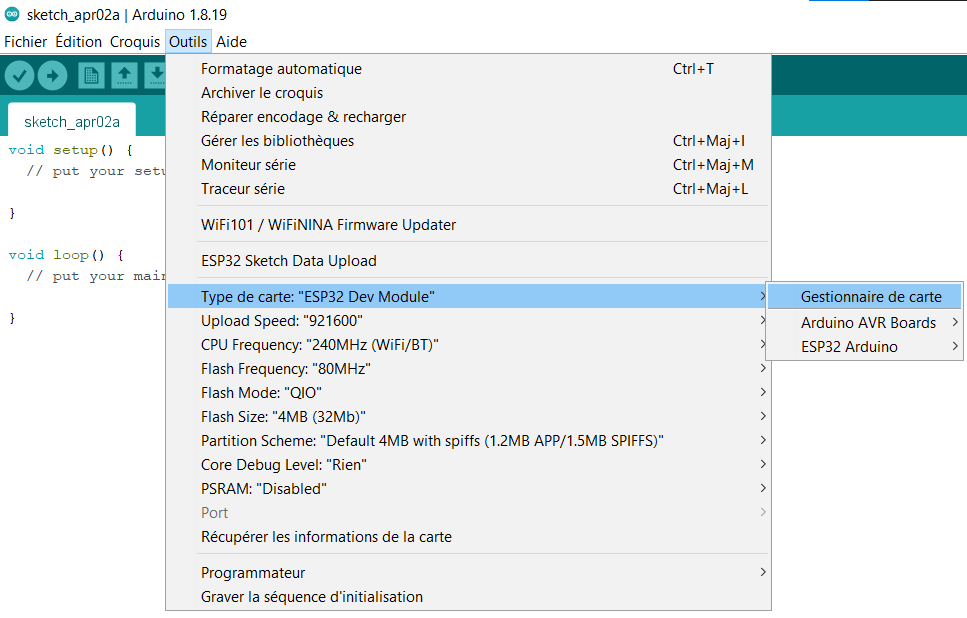 sketch_apr02a | Arduino 1.8.19
Fichier Édition Croquis Outils Aide
sketch_apr02a
void setup() {
// put your setu
}
void loop() {
// put your main
}
Formatage automatique Ctrl+T
Archiver le croquis
Réparer encodage & recharger
Gérer les bibliothèques Ctrl+Maj+I
Moniteur série Ctrl+Maj+M
Traceur série Ctrl+Maj+L
WiFi101 / WiFiNINA Firmware Updater
ESP32 Sketch Data Upload
Type de carte: "ESP32 Dev Module"
Upload Speed: "921600"
CPU Frequency: "240MHz (WiFi/BT)"
Flash Frequency: "80MHz"
Flash Mode: "QIO"
Flash Size: "4MB (32Mb)"
Partition Scheme: "Default 4MB with spiffs (1.2MB APP/1.5MB SPIFFS)"
Core Debug Level: "Rien"
PSRAM: "Disabled"
Port
Récupérer les informations de la carte
Programmateur
Graver la séquence d'initialisation
Gestionnaire de carte
Arduino AVR Boards
ESP32 Arduino